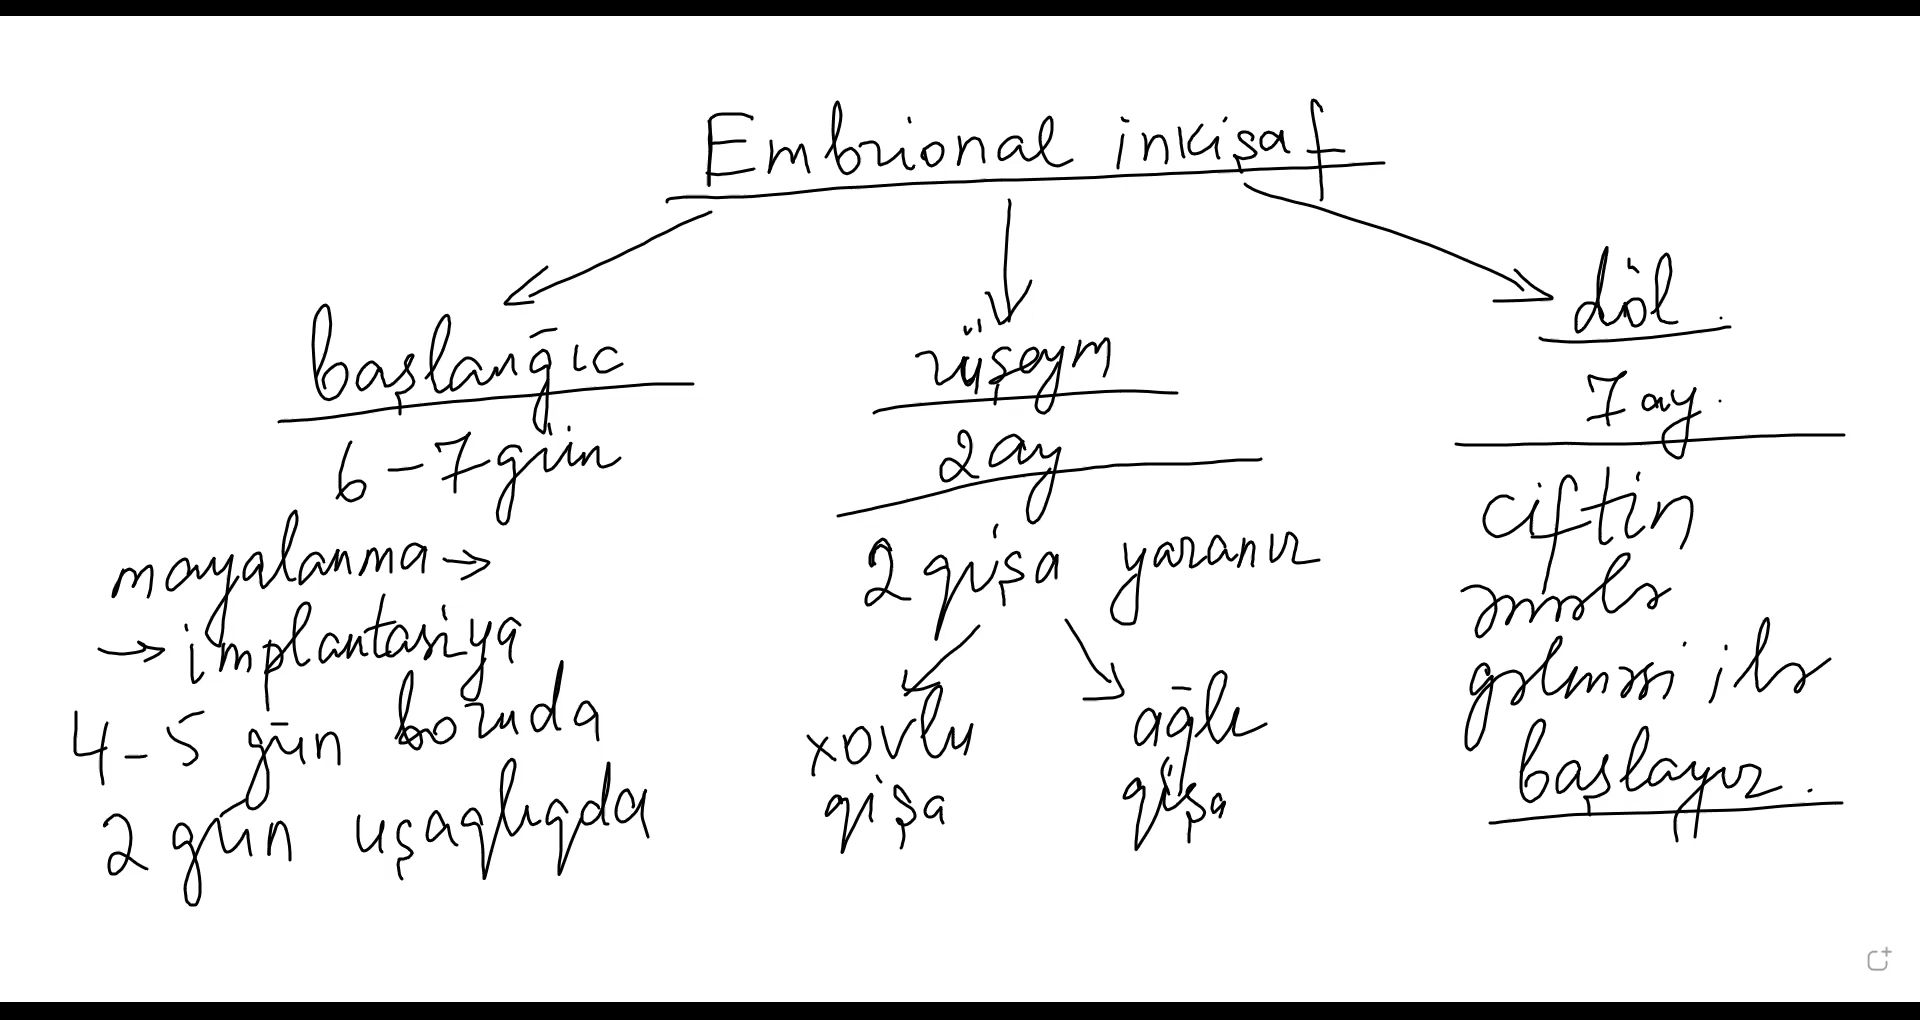 Embrional inkişaf
başlanğıc
6-7 gün
mayalanma →
→ implantasiya
4-5 gün boruda
2 gün uşaqlıqda
rüşeym
2 ay
2 qişa yaranır
xovlu
qişa
ağlı
qişa
döl.
7 ay.
ciftin
əmələ
gəlməsi ilə
başlayır.